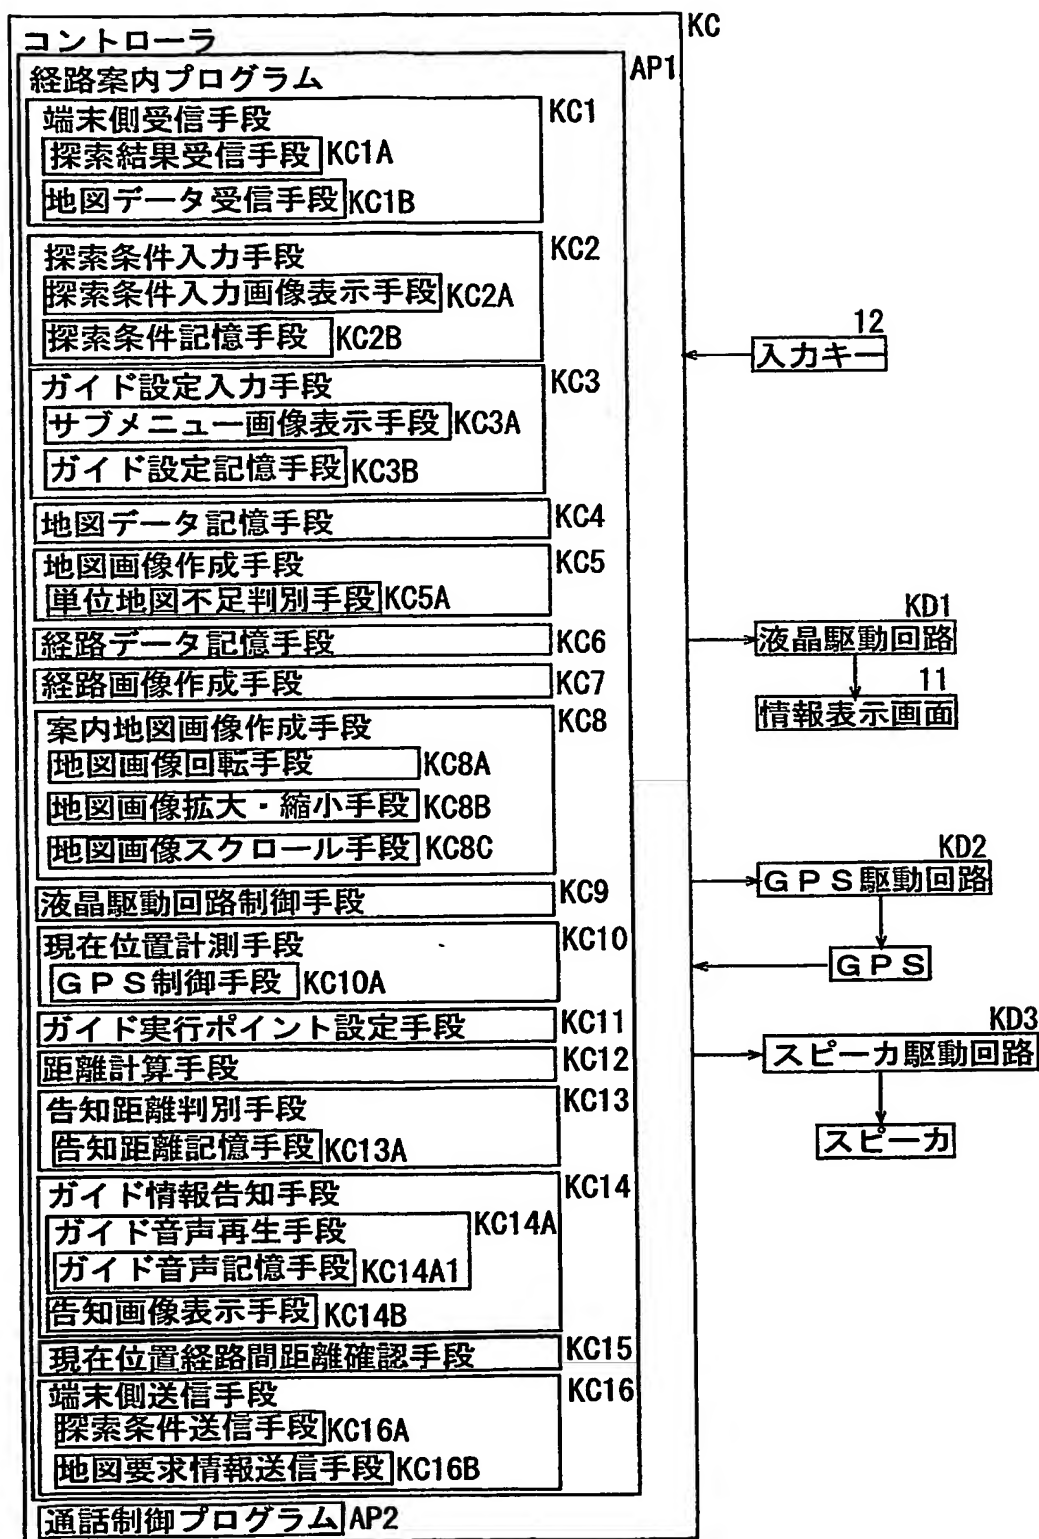 コントローラ KC
経路案内プログラム AP1
端末側受信手段 KC1
探索結果受信手段 KC1A
地図データ受信手段 KC1B
探索条件入力手段 KC2
探索条件入力画像表示手段 KC2A
探索条件記憶手段 KC2B
12
入力キー
ガイド設定入力手段 KC3
サブメニュー画像表示手段 KC3A
ガイド設定記憶手段 KC3B
地図データ記憶手段 KC4
地図画像作成手段 KC5
単位地図不足判別手段 KC5A
経路データ記憶手段 KC6
KD1
液晶駆動回路
経路画像作成手段 KC7
11
情報表示画面
案内地図画像作成手段 KC8
地図画像回転手段 KC8A
地図画像拡大・縮小手段 KC8B
地図画像スクロール手段 KC8C
KD2
GPS駆動回路
液晶駆動回路制御手段 KC9
現在位置計測手段 KC10
GPS制御手段 KC10A
GPS
ガイド実行ポイント設定手段 KC11
KD3
スピーカ駆動回路
距離計算手段 KC12
告知距離判別手段 KC13
告知距離記憶手段 KC13A
スピーカ
ガイド情報告知手段 KC14
ガイド音声再生手段 KC14A
ガイド音声記憶手段 KC14A1
告知画像表示手段 KC14B
現在位置経路間距離確認手段 KC15
端末側送信手段 KC16
探索条件送信手段 KC16A
地図要求情報送信手段 KC16B
通話制御プログラム AP2